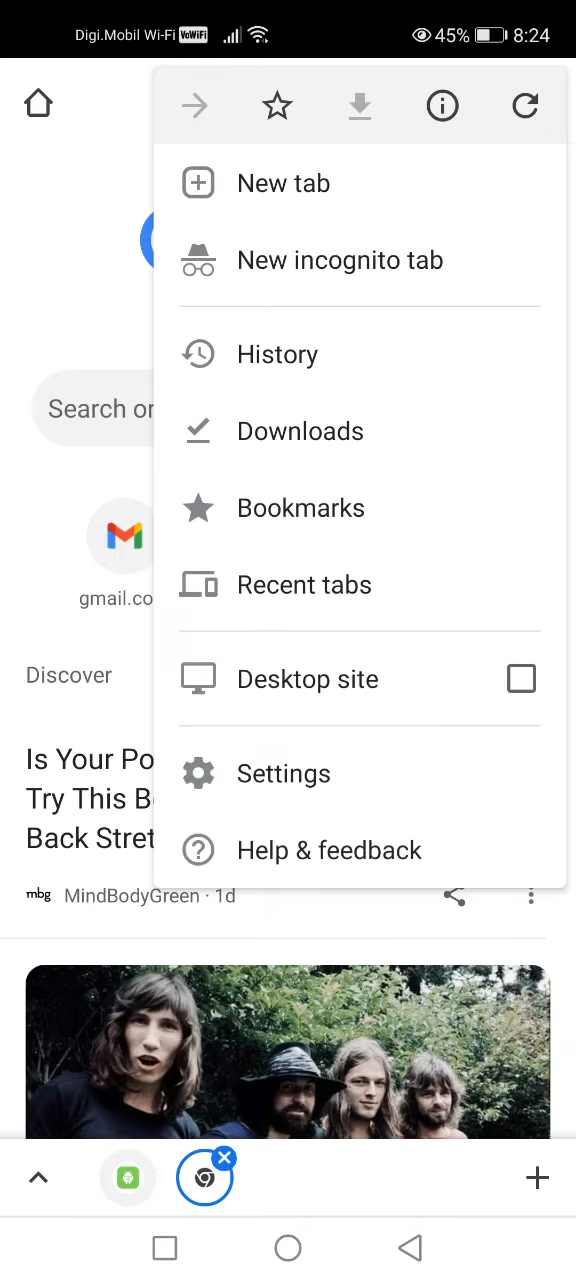 Digi.Mobil Wi-Fi VoWiFi 45% 8:24
New tab
New incognito tab
History
Search or
Downloads
Bookmarks
Recent tabs
gmail.co
Discover
Desktop site
Is Your Po
Try This B
Back Stret
Settings
Help & feedback
mbg MindBodyGreen · 1d